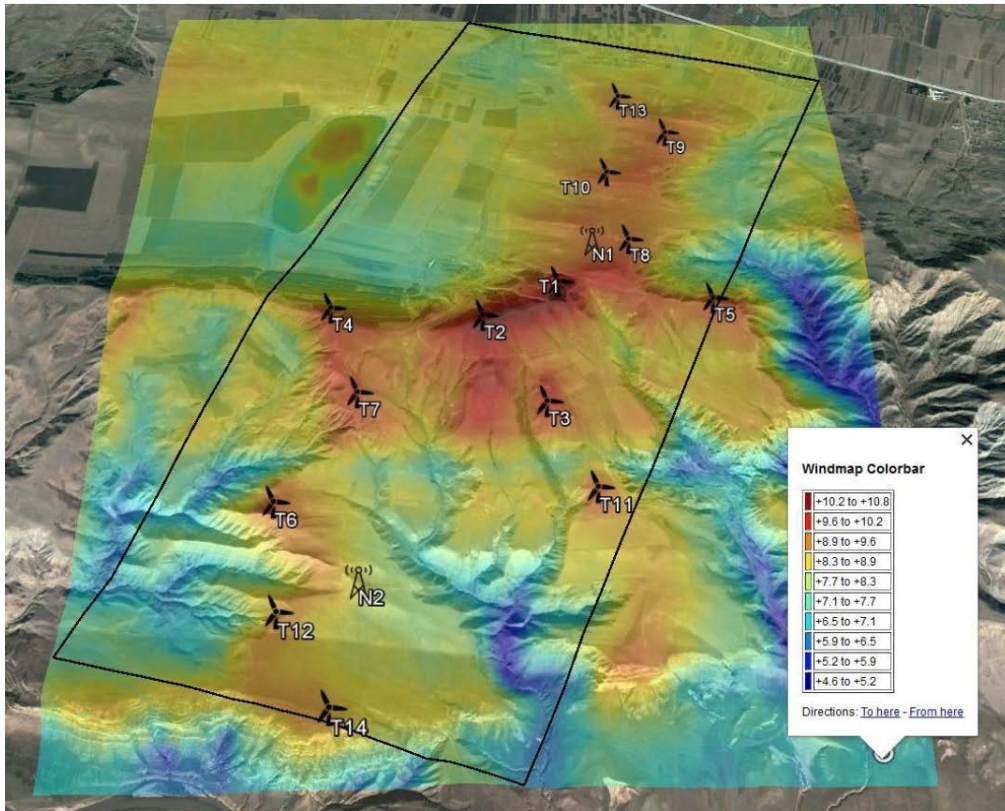 T13
T9
T10
N1
T8
T1
T5
T4
T2
T7
T3
T6
T11
N2
T12
T14
Windmap Colorbar
+10.2 to +10.8
+9.6 to +10.2
+8.9 to +9.6
+8.3 to +8.9
+7.7 to +8.3
+7.1 to +7.7
+6.5 to +7.1
+5.9 to +6.5
+5.2 to +5.9
+4.6 to +5.2
Directions: To here - From here